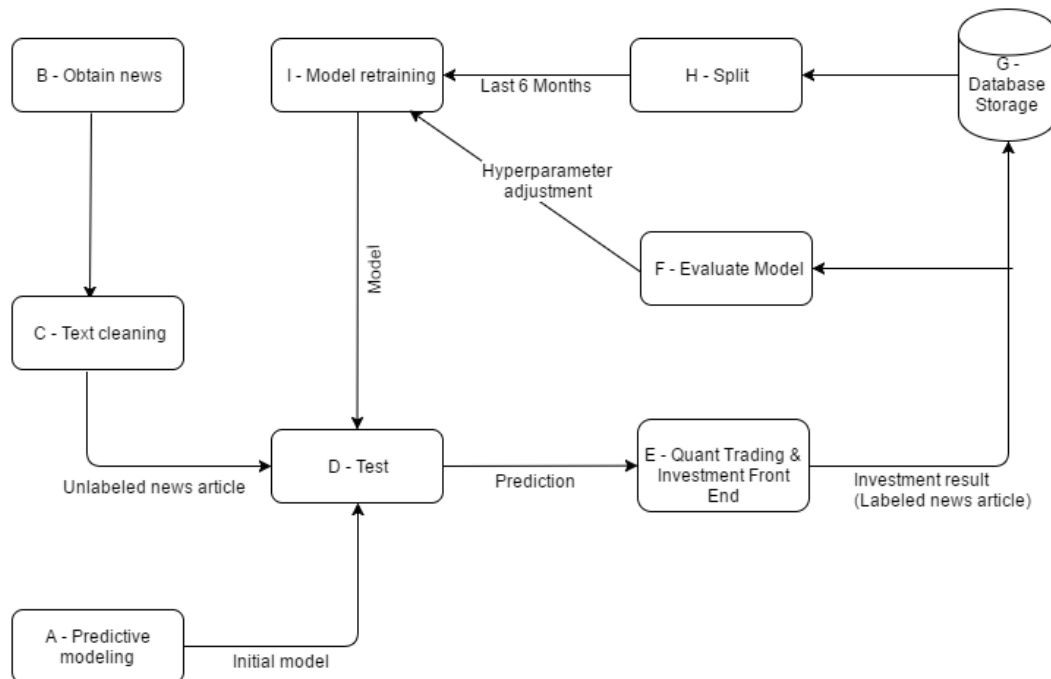 B - Obtain news
I - Model retraining
Last 6 Months
H - Split
G -
Database
Storage
Hyperparameter
adjustment
Model
F - Evaluate Model
C - Text cleaning
Unlabeled news article
D - Test
Prediction
E - Quant Trading &
Investment Front
End
Investment result
(Labeled news article)
A - Predictive
modeling
Initial model